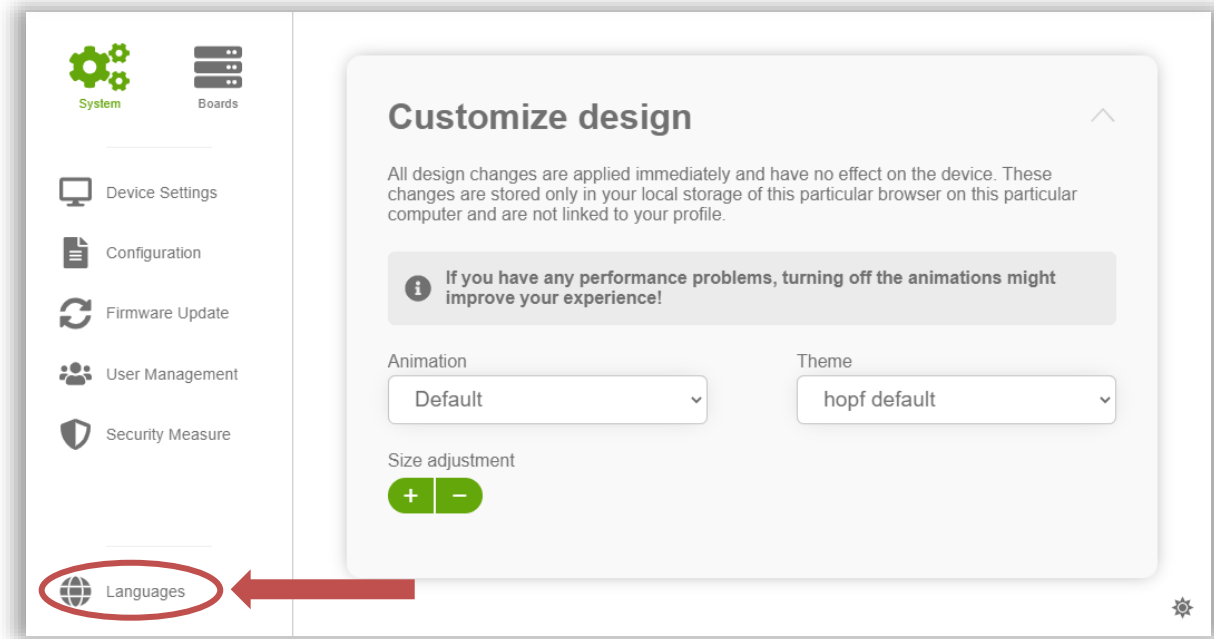 System
Boards
Device Settings
Configuration
Firmware Update
User Management
Security Measure
Languages
Customize design
All design changes are applied immediately and have no effect on the device. These
changes are stored only in your local storage of this particular browser on this particular
computer and are not linked to your profile.
If you have any performance problems, turning off the animations might
improve your experience!
Animation
Theme
Default
hopf default
Size adjustment
+ −